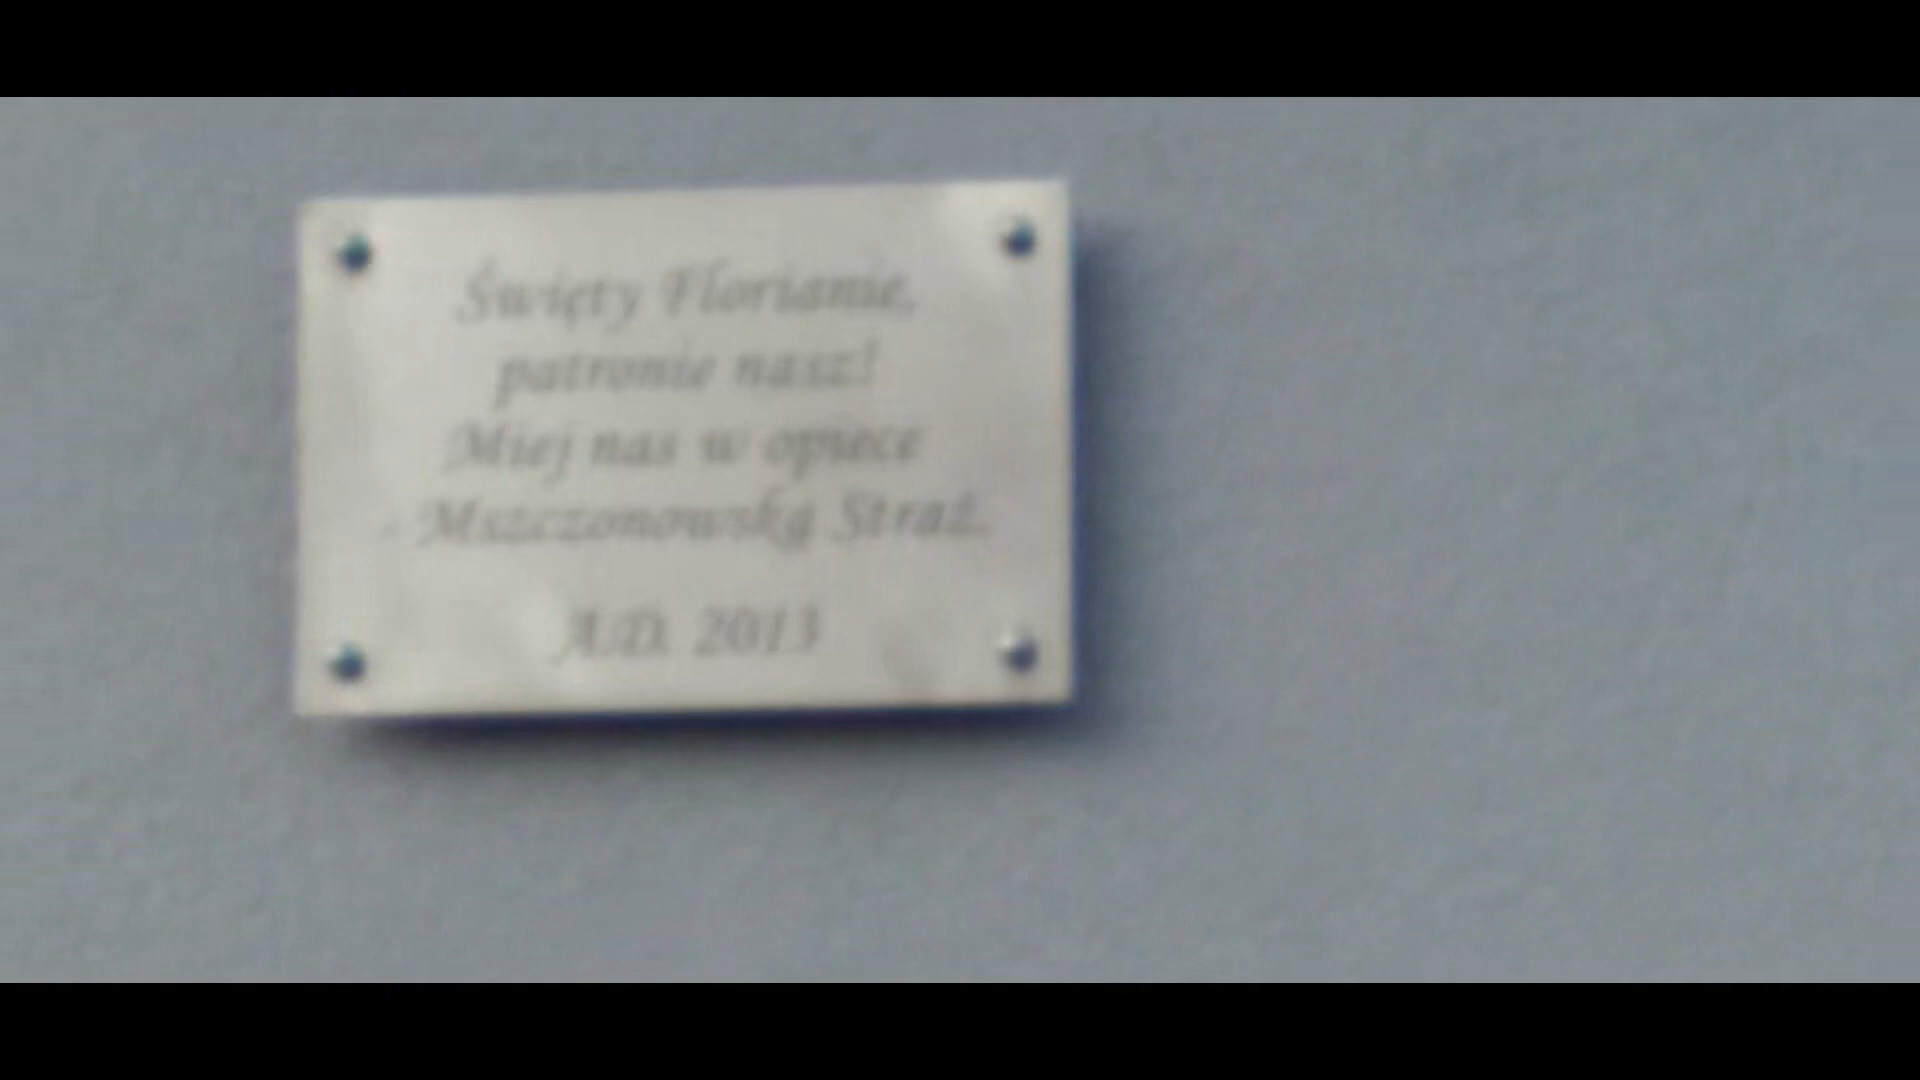 Święty Florianie,
patronie nasz!
Miej nas w opiece
- Mszczonowską Straż.
A.D. 2013